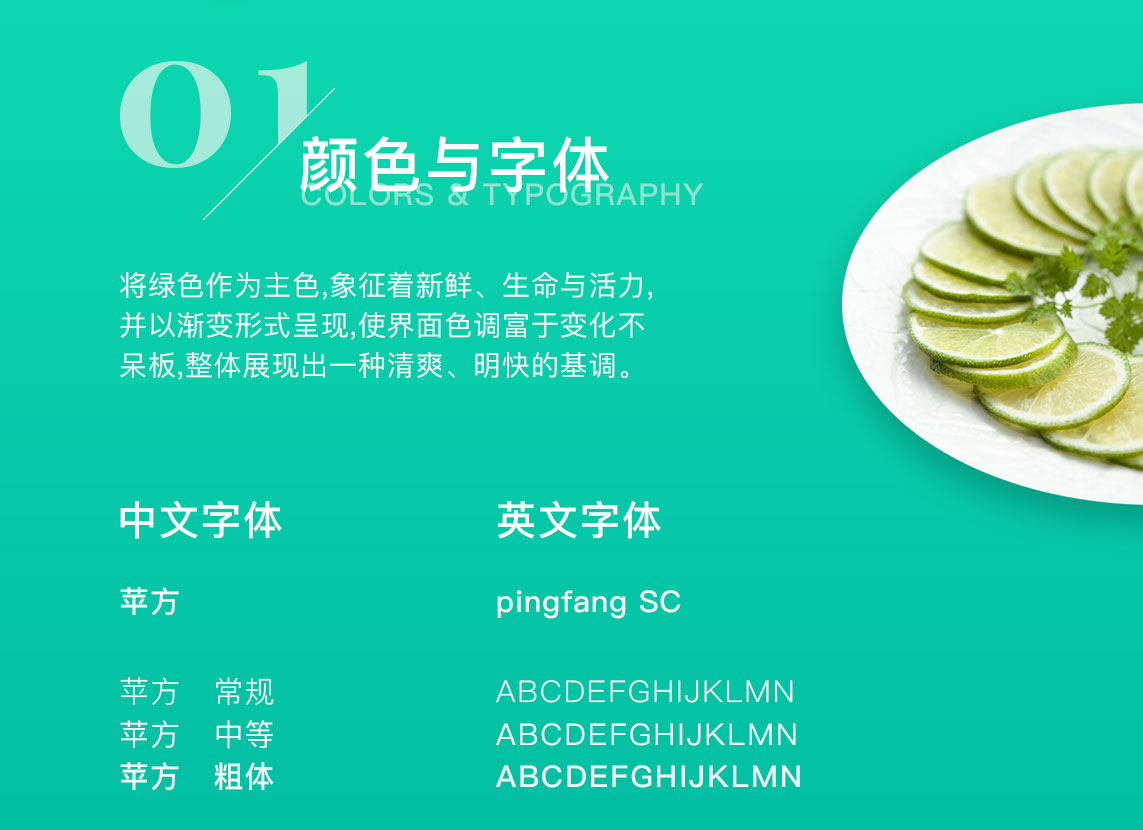 01
颜色与字体
COLORS & TYPOGRAPHY
将绿色作为主色,象征着新鲜、生命与活力,
并以渐变形式呈现,使界面色调富于变化不
呆板,整体展现出一种清爽、明快的基调。
中文字体
英文字体
苹方
pingfang SC
苹方 常规
ABCDEFGHIJKLMN
苹方 中等
ABCDEFGHIJKLMN
苹方 粗体
ABCDEFGHIJKLMN